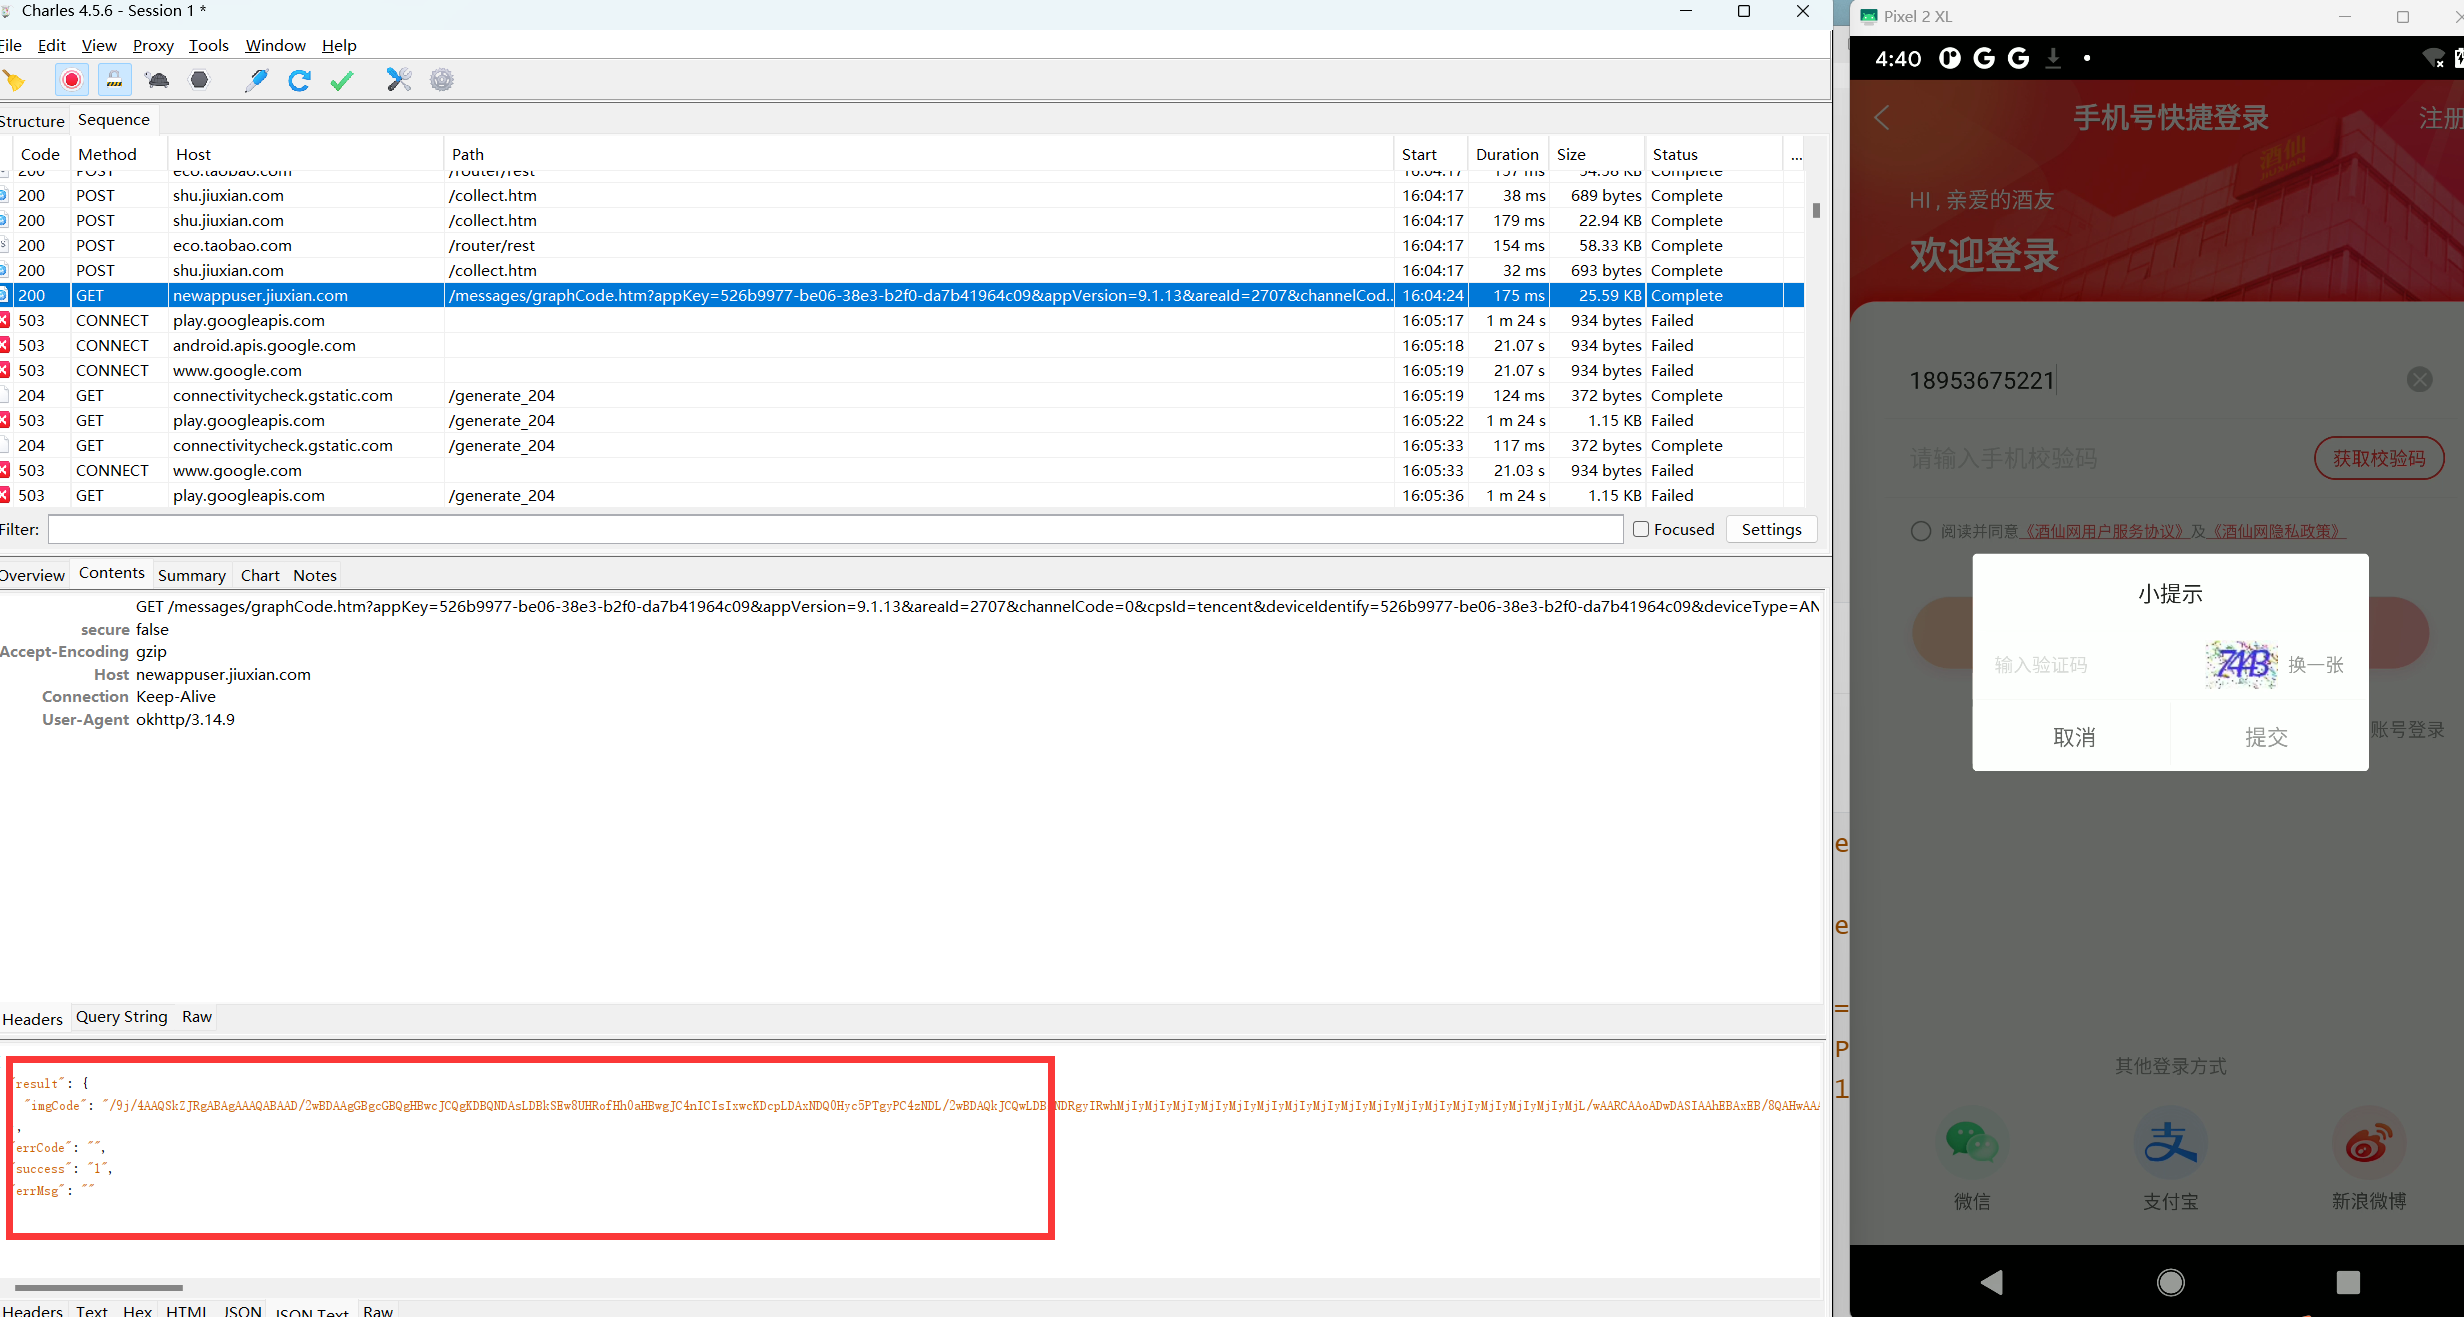 Charles 4.5.6 - Session 1 *
File Edit View Proxy Tools Window Help
Structure Sequence
Code Method Host Path Start Duration Size Status ...
200 POST eco.taobao.com /router/rest 16:04:17 157 ms 54.58 KB Complete
200 POST shu.jiuxian.com /collect.htm 16:04:17 38 ms 689 bytes Complete
200 POST shu.jiuxian.com /collect.htm 16:04:17 179 ms 22.94 KB Complete
200 POST eco.taobao.com /router/rest 16:04:17 154 ms 58.33 KB Complete
200 POST shu.jiuxian.com /collect.htm 16:04:17 32 ms 693 bytes Complete
200 GET newappuser.jiuxian.com /messages/graphCode.htm?appKey=526b9977-be06-38e3-b2f0-da7b41964c09&appVersion=9.1.13&areaId=2707&channelCod... 16:04:24 175 ms 25.59 KB Complete
503 CONNECT play.googleapis.com 16:05:17 1 m 24 s 934 bytes Failed
503 CONNECT android.apis.google.com 16:05:18 21.07 s 934 bytes Failed
503 CONNECT www.google.com 16:05:19 21.07 s 934 bytes Failed
204 GET connectivitycheck.gstatic.com /generate_204 16:05:19 124 ms 372 bytes Complete
503 GET play.googleapis.com /generate_204 16:05:22 1 m 24 s 1.15 KB Failed
204 GET connectivitycheck.gstatic.com /generate_204 16:05:33 117 ms 372 bytes Complete
503 CONNECT www.google.com 16:05:33 21.03 s 934 bytes Failed
503 GET play.googleapis.com /generate_204 16:05:36 1 m 24 s 1.15 KB Failed
Filter: Focused Settings
Overview Contents Summary Chart Notes
GET /messages/graphCode.htm?appKey=526b9977-be06-38e3-b2f0-da7b41964c09&appVersion=9.1.13&areaId=2707&channelCode=0&cpsId=tencent&deviceIdentify=526b9977-be06-38e3-b2f0-da7b41964c09&deviceType=AN
secure false
Accept-Encoding gzip
Host newappuser.jiuxian.com
Connection Keep-Alive
User-Agent okhttp/3.14.9
Headers Query String Raw
"result": {
"imgCode": "/9j/4AAQSkZJRgABAgAAAQABAAD/2wBDAAgGBgcGBQgHBwcJCQgKDBQNDAsLDBkSEw8UHRofHh0aHBwgJC4nICIsIxwcKDcpLDAxNDQ0Hyc5PTgyPC4zNDL/2wBDAQkJCQwLDB
,
"errCode": "",
"success": "1",
"errMsg": ""
Headers Text Hex HTML JSON JSON Text Raw
e
e
=
P
1
Pixel 2 XL
4:40
手机号快捷登录 注册
酒仙
JIUXIAN
HI , 亲爱的酒友
欢迎登录
18953675221
请输入手机校验码 获取校验码
阅读并同意《酒仙网用户服务协议》及《酒仙网隐私政策》
小提示
输入验证码 换一张
取消 提交
账号登录
其他登录方式
微信 支付宝 新浪微博